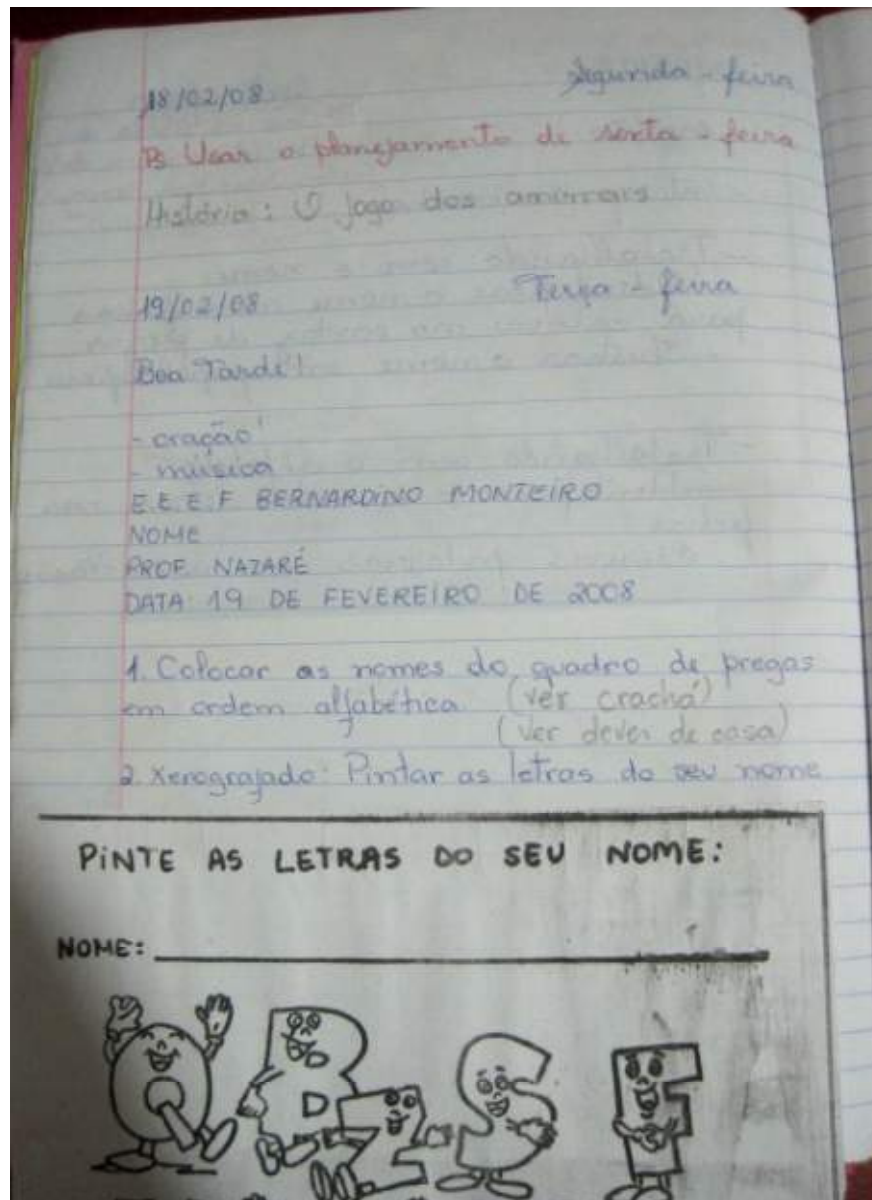 18/02/08 Segunda-feira
Ps Usar o planejamento de sexta-feira
História: O jogo dos animais
19/02/08 Terça-feira
Boa Tarde!
- oração
- música
E.E.E.F BERNARDINO MONTEIRO
NOME
PROF. NAZARÉ
DATA: 19 DE FEVEREIRO DE 2008
1. Colocar os nomes do quadro de pregas
em ordem alfabética (ver crachá)
(ver dever de casa)
2. Xerografado: Pintar as letras do seu nome
PINTE AS LETRAS DO SEU NOME:
NOME:
Q B Z S F